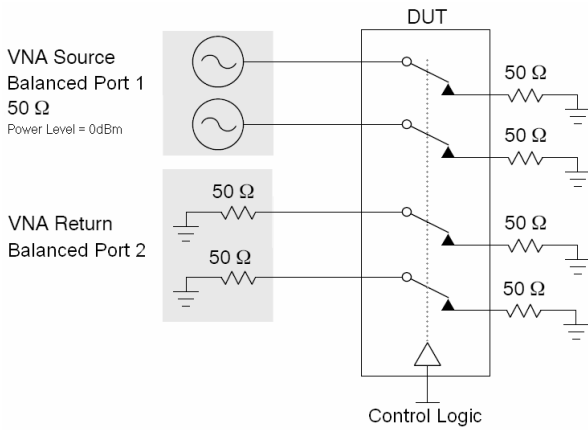 DUT
VNA Source
Balanced Port 1
50 Ω
Power Level = 0dBm
50 Ω
50 Ω
VNA Return
Balanced Port 2
50 Ω
50 Ω
50 Ω
50 Ω
Control Logic